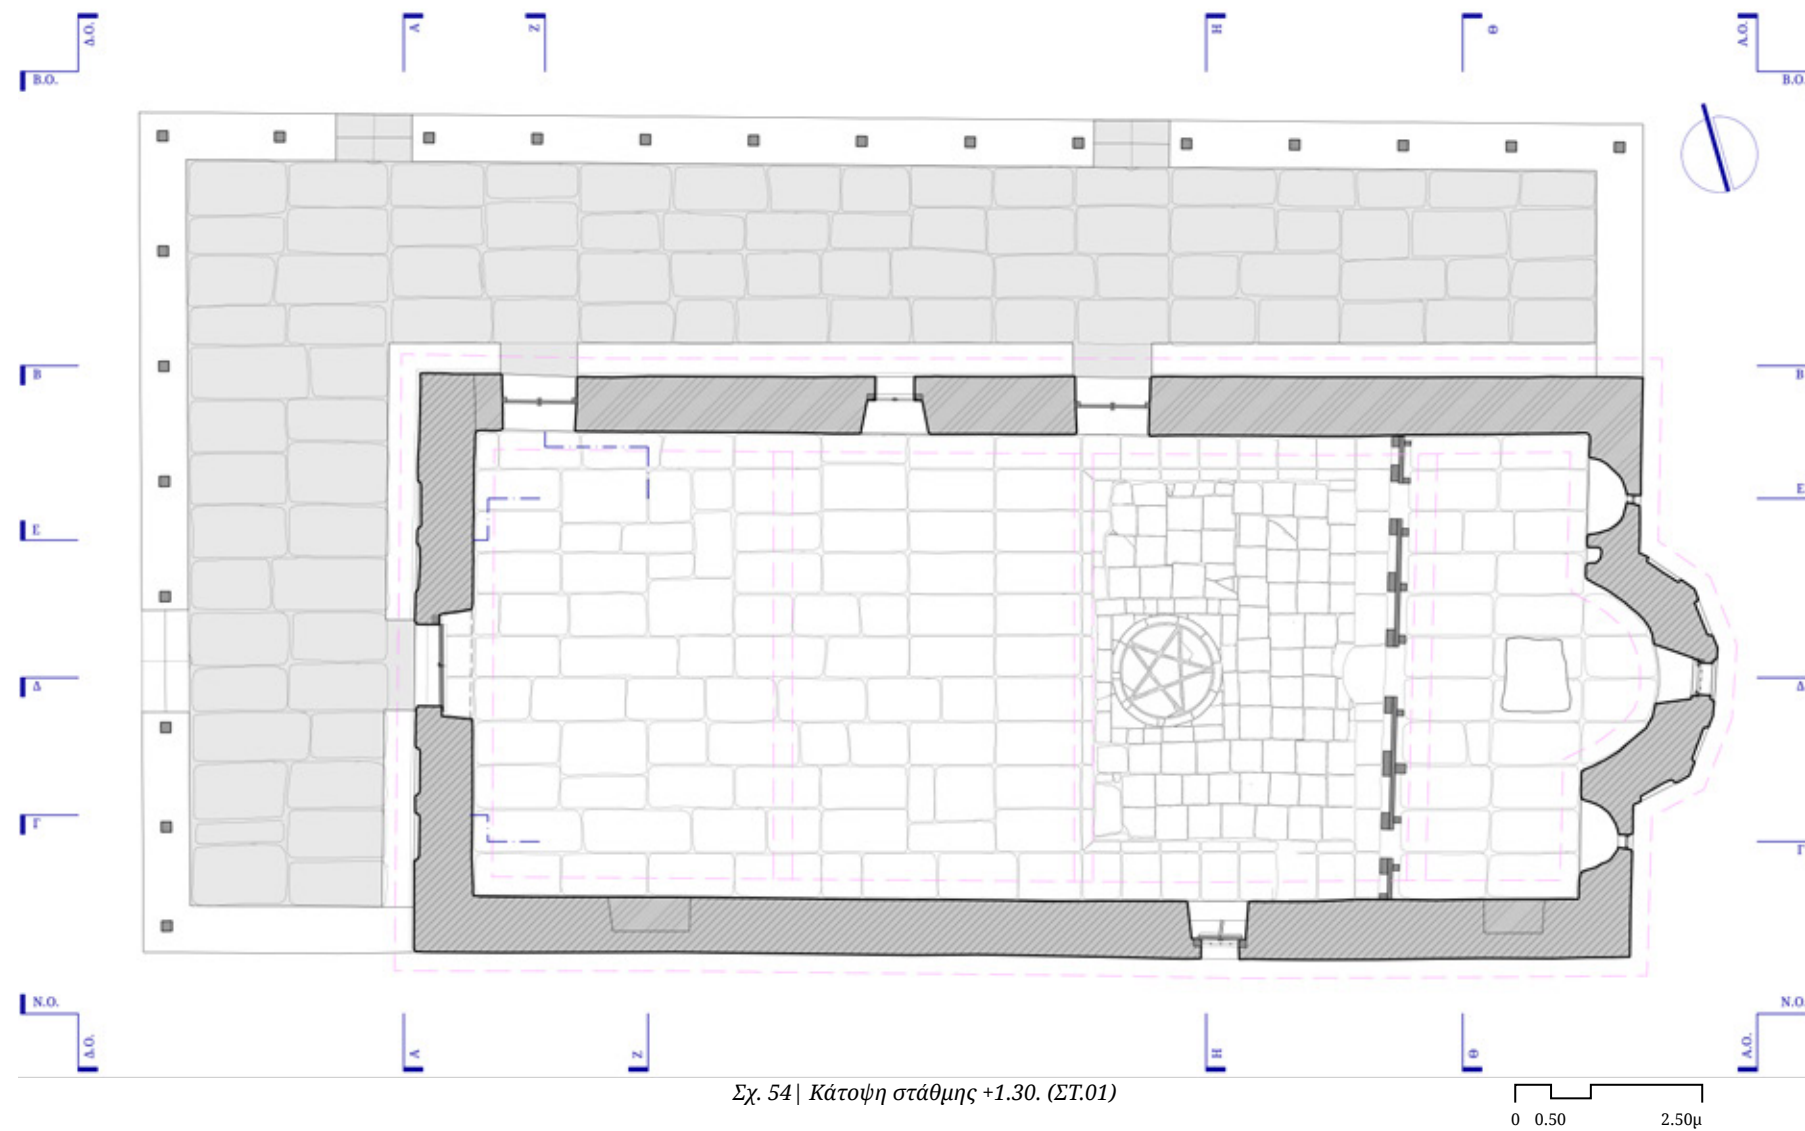 Δ.Ο. Α Ζ Η Θ Α.Ο.
Β.Ο. Β.Ο.
Β Β
Ε Ε
Δ Δ
Γ Γ
Ν.Ο. Ν.Ο.
Δ.Ο. Α Ζ Η Θ Α.Ο.
Σχ. 54| Κάτοψη στάθμης +1.30. (ΣΤ.01)
0 0.50 2.50μ